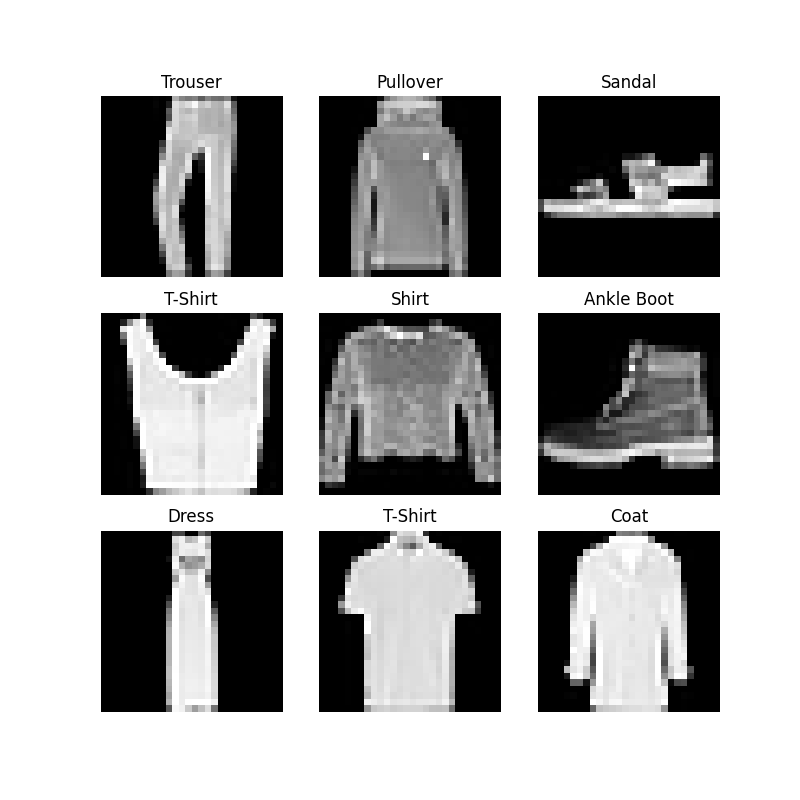 Trouser
Pullover
Sandal
T-Shirt
Shirt
Ankle Boot
Dress
T-Shirt
Coat